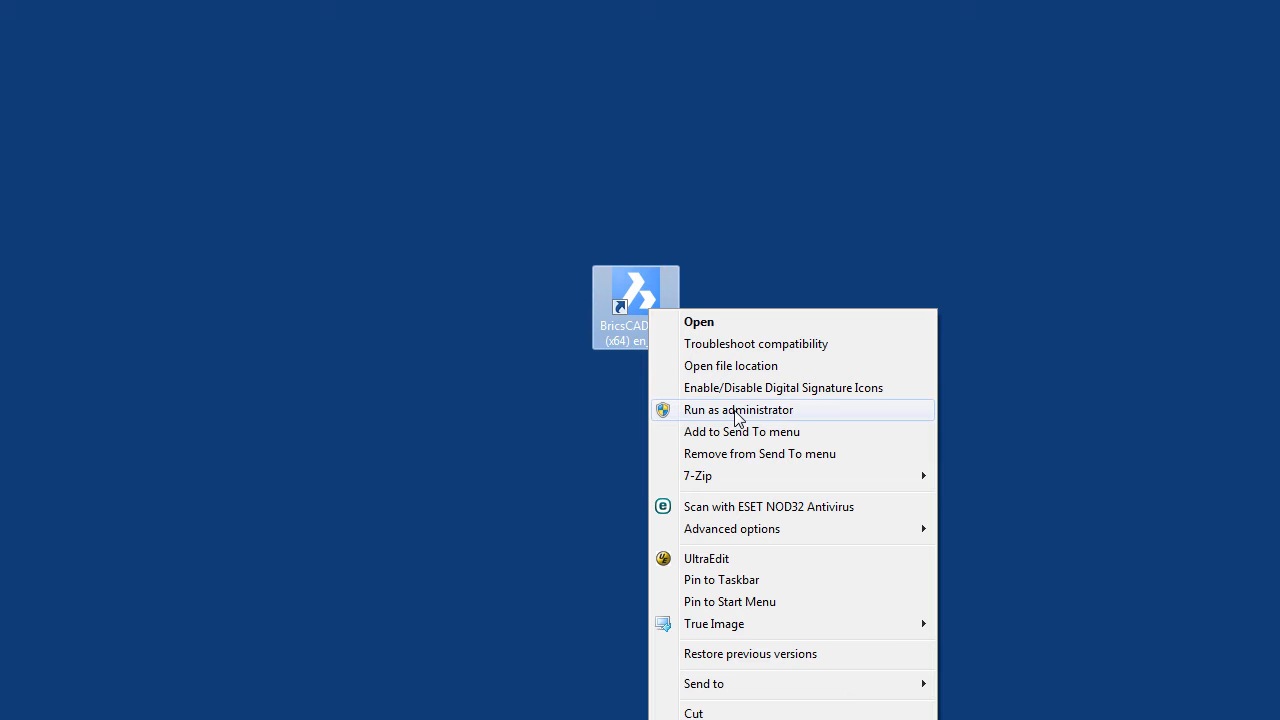 BricsCAD
(x64) en_
Open
Troubleshoot compatibility
Open file location
Enable/Disable Digital Signature Icons
Run as administrator
Add to Send To menu
Remove from Send To menu
7-Zip
Scan with ESET NOD32 Antivirus
Advanced options
UltraEdit
Pin to Taskbar
Pin to Start Menu
True Image
Restore previous versions
Send to
Cut